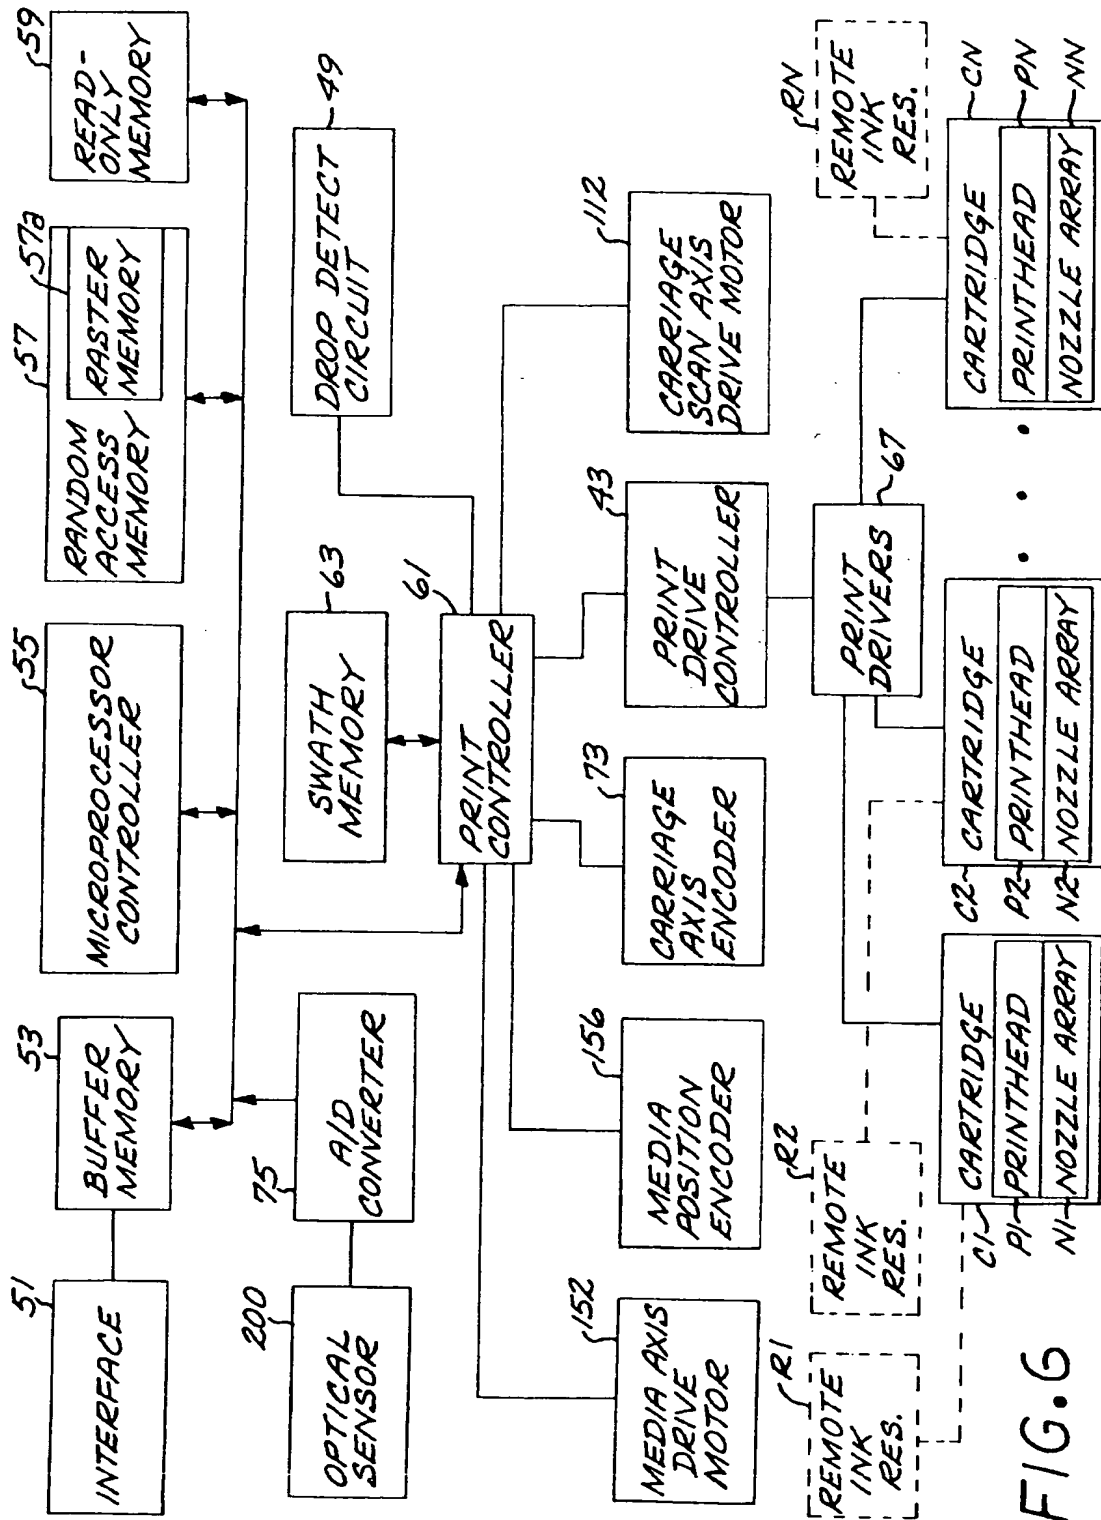 51
INTERFACE
53
BUFFER
MEMORY
55
MICROPROCESSOR
CONTROLLER
57
RANDOM
ACCESS
MEMORY
57a
RASTER
MEMORY
59
READ-
ONLY
MEMORY
200
OPTICAL
SENSOR
75
A/D
CONVERTER
63
SWATH
MEMORY
49
DROP DETECT
CIRCUIT
61
PRINT
CONTROLLER
152
MEDIA AXIS
DRIVE
MOTOR
156
MEDIA
POSITION
ENCODER
73
CARRIAGE
AXIS
ENCODER
43
PRINT
DRIVE
CONTROLLER
112
CARRIAGE
SCAN AXIS
DRIVE MOTOR
R1
REMOTE
INK
RES.
R2
REMOTE
INK
RES.
PRINT
DRIVERS
67
RN
REMOTE
INK
RES.
C1
CARTRIDGE
P1
PRINTHEAD
N1
NOZZLE ARRAY
C2
CARTRIDGE
P2
PRINTHEAD
N2
NOZZLE ARRAY
• • •
CARTRIDGE
CN
PRINTHEAD
PN
NOZZLE ARRAY
NN
FIG.6